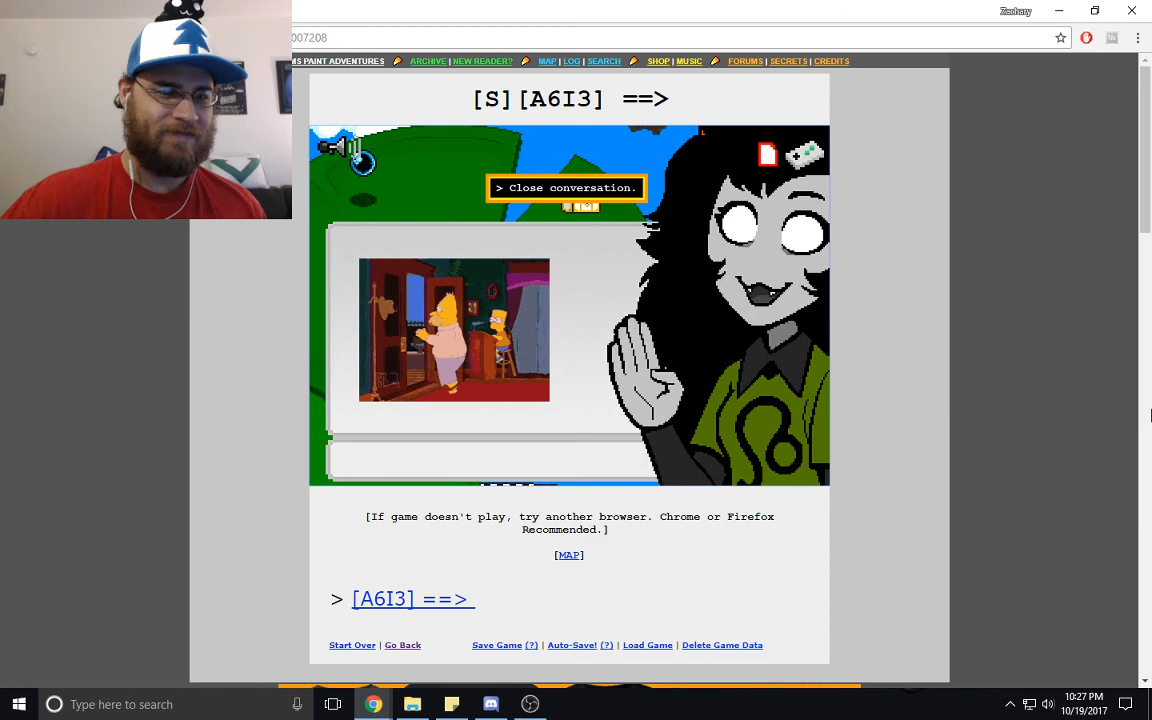 Zachary
007208
MS PAINT ADVENTURES ARCHIVE | NEW READER? MAP | LOG | SEARCH SHOP | MUSIC FORUMS | SECRETS | CREDITS
[S][A6I3] ==>
> Close conversation.
[If game doesn't play, try another browser. Chrome or Firefox
Recommended.]
[MAP]
> [A6I3] ==>
Start Over | Go Back Save Game (?) | Auto-Save! (?) | Load Game | Delete Game Data
Type here to search
10:27 PM
10/19/2017